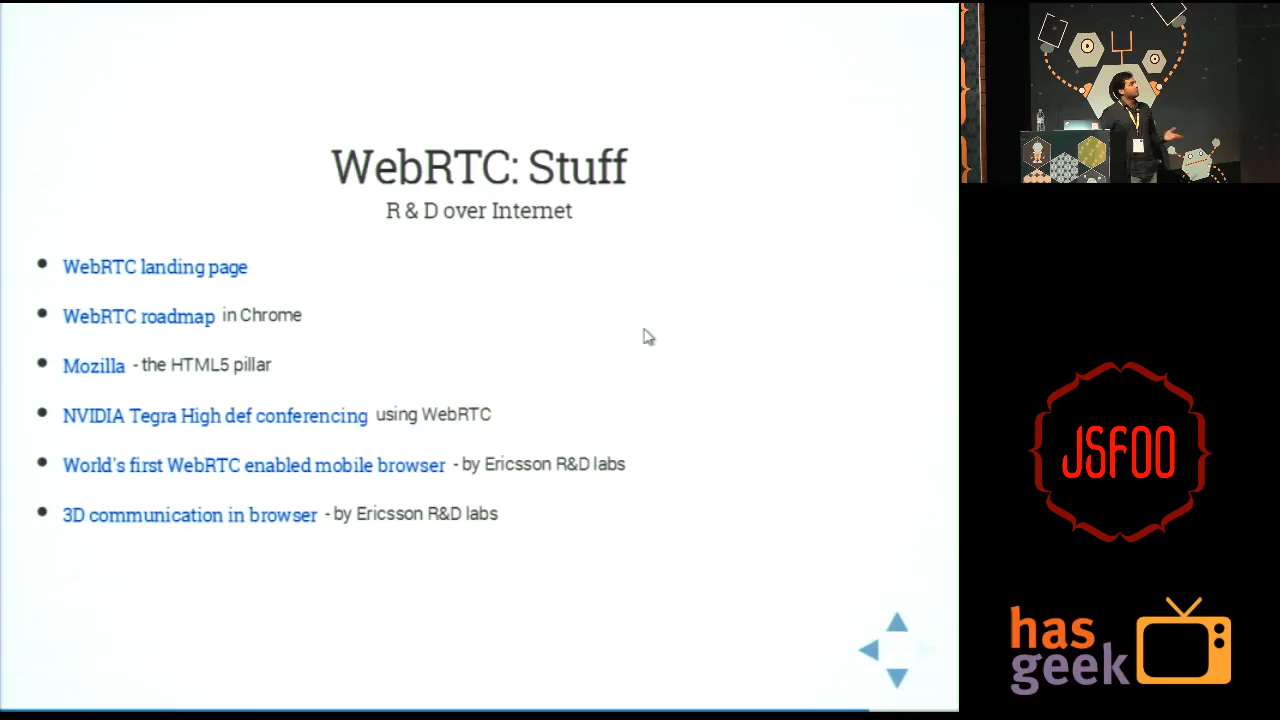 WebRTC: Stuff
R & D over Internet
WebRTC landing page
WebRTC roadmap in Chrome
Mozilla - the HTML5 pillar
NVIDIA Tegra High def conferencing using WebRTC
World's first WebRTC enabled mobile browser - by Ericsson R&D labs
3D communication in browser - by Ericsson R&D labs
JSFOO
has
geek